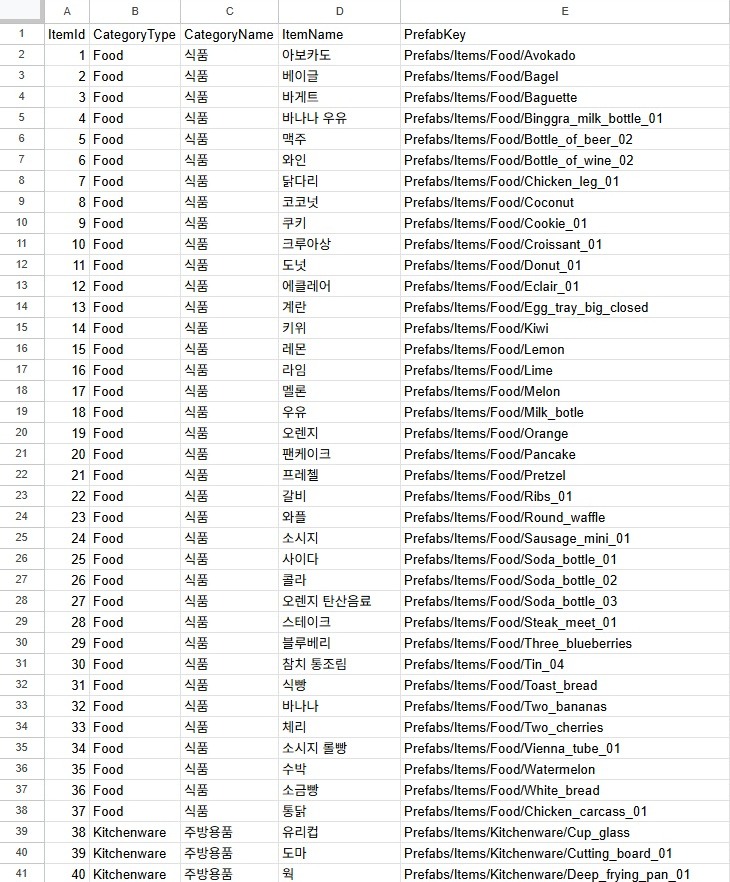 A B C D E
1 ItemId CategoryType CategoryName ItemName PrefabKey
2 1 Food 식품 아보카도 Prefabs/Items/Food/Avokado
3 2 Food 식품 베이글 Prefabs/Items/Food/Bagel
4 3 Food 식품 바게트 Prefabs/Items/Food/Baguette
5 4 Food 식품 바나나 우유 Prefabs/Items/Food/Binggra_milk_bottle_01
6 5 Food 식품 맥주 Prefabs/Items/Food/Bottle_of_beer_02
7 6 Food 식품 와인 Prefabs/Items/Food/Bottle_of_wine_02
8 7 Food 식품 닭다리 Prefabs/Items/Food/Chicken_leg_01
9 8 Food 식품 코코넛 Prefabs/Items/Food/Coconut
10 9 Food 식품 쿠키 Prefabs/Items/Food/Cookie_01
11 10 Food 식품 크루아상 Prefabs/Items/Food/Croissant_01
12 11 Food 식품 도넛 Prefabs/Items/Food/Donut_01
13 12 Food 식품 에클레어 Prefabs/Items/Food/Eclair_01
14 13 Food 식품 계란 Prefabs/Items/Food/Egg_tray_big_closed
15 14 Food 식품 키위 Prefabs/Items/Food/Kiwi
16 15 Food 식품 레몬 Prefabs/Items/Food/Lemon
17 16 Food 식품 라임 Prefabs/Items/Food/Lime
18 17 Food 식품 멜론 Prefabs/Items/Food/Melon
19 18 Food 식품 우유 Prefabs/Items/Food/Milk_botle
20 19 Food 식품 오렌지 Prefabs/Items/Food/Orange
21 20 Food 식품 팬케이크 Prefabs/Items/Food/Pancake
22 21 Food 식품 프레첼 Prefabs/Items/Food/Pretzel
23 22 Food 식품 갈비 Prefabs/Items/Food/Ribs_01
24 23 Food 식품 와플 Prefabs/Items/Food/Round_waffle
25 24 Food 식품 소시지 Prefabs/Items/Food/Sausage_mini_01
26 25 Food 식품 사이다 Prefabs/Items/Food/Soda_bottle_01
27 26 Food 식품 콜라 Prefabs/Items/Food/Soda_bottle_02
28 27 Food 식품 오렌지 탄산음료 Prefabs/Items/Food/Soda_bottle_03
29 28 Food 식품 스테이크 Prefabs/Items/Food/Steak_meet_01
30 29 Food 식품 블루베리 Prefabs/Items/Food/Three_blueberries
31 30 Food 식품 참치 통조림 Prefabs/Items/Food/Tin_04
32 31 Food 식품 식빵 Prefabs/Items/Food/Toast_bread
33 32 Food 식품 바나나 Prefabs/Items/Food/Two_bananas
34 33 Food 식품 체리 Prefabs/Items/Food/Two_cherries
35 34 Food 식품 소시지 롤빵 Prefabs/Items/Food/Vienna_tube_01
36 35 Food 식품 수박 Prefabs/Items/Food/Watermelon
37 36 Food 식품 소금빵 Prefabs/Items/Food/White_bread
38 37 Food 식품 통닭 Prefabs/Items/Food/Chicken_carcass_01
39 38 Kitchenware 주방용품 유리컵 Prefabs/Items/Kitchenware/Cup_glass
40 39 Kitchenware 주방용품 도마 Prefabs/Items/Kitchenware/Cutting_board_01
41 40 Kitchenware 주방용품 웍 Prefabs/Items/Kitchenware/Deep_frying_pan_01